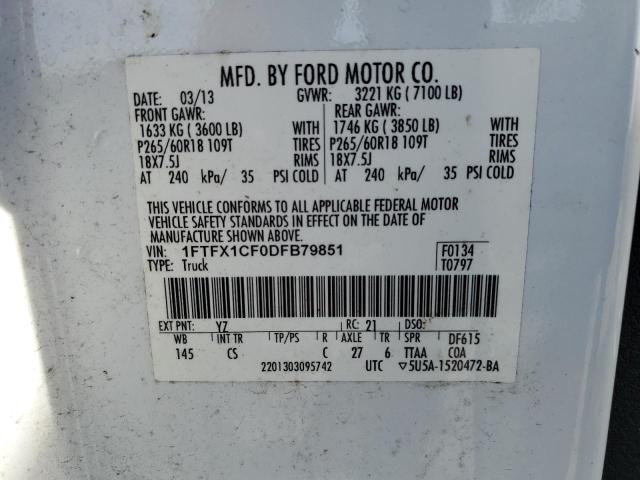 MFD. BY FORD MOTOR CO.
DATE: 03/13 GVWR: 3221 KG ( 7100 LB)
FRONT GAWR: REAR GAWR:
1633 KG ( 3600 LB) WITH 1746 KG ( 3850 LB) WITH
P265/60R18 109T TIRES P265/60R18 109T TIRES
18X7.5J RIMS 18X7.5J RIMS
AT 240 kPa/ 35 PSI COLD AT 240 kPa/ 35 PSI COLD
THIS VEHICLE CONFORMS TO ALL APPLICABLE FEDERAL MOTOR
VEHICLE SAFETY STANDARDS IN EFFECT ON THE DATE OF
MANUFACTURE SHOWN ABOVE.
VIN: 1FTFX1CF0DFB79851 F0134
TYPE: Truck T0797
EXT PNT: YZ RC: 21 DSO:
WB INT TR TP/PS R AXLE TR SPR DF615
145 CS C 27 6 TTAA COA
2201303095742 UTC ▽5U5A-1520472-BA